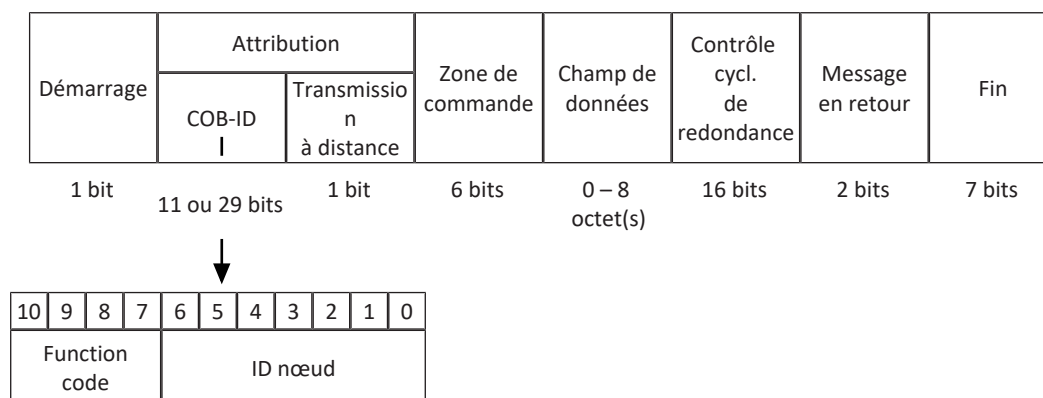 Démarrage
Attribution
COB-ID
Transmissio
n
à distance
Zone de
commande
Champ de
données
Contrôle
cycl.
de
redondance
Message
en retour
Fin
1 bit
11 ou 29 bits
1 bit
6 bits
0 – 8
octet(s)
16 bits
2 bits
7 bits
10 9 8 7 6 5 4 3 2 1 0
Function
code
ID nœud